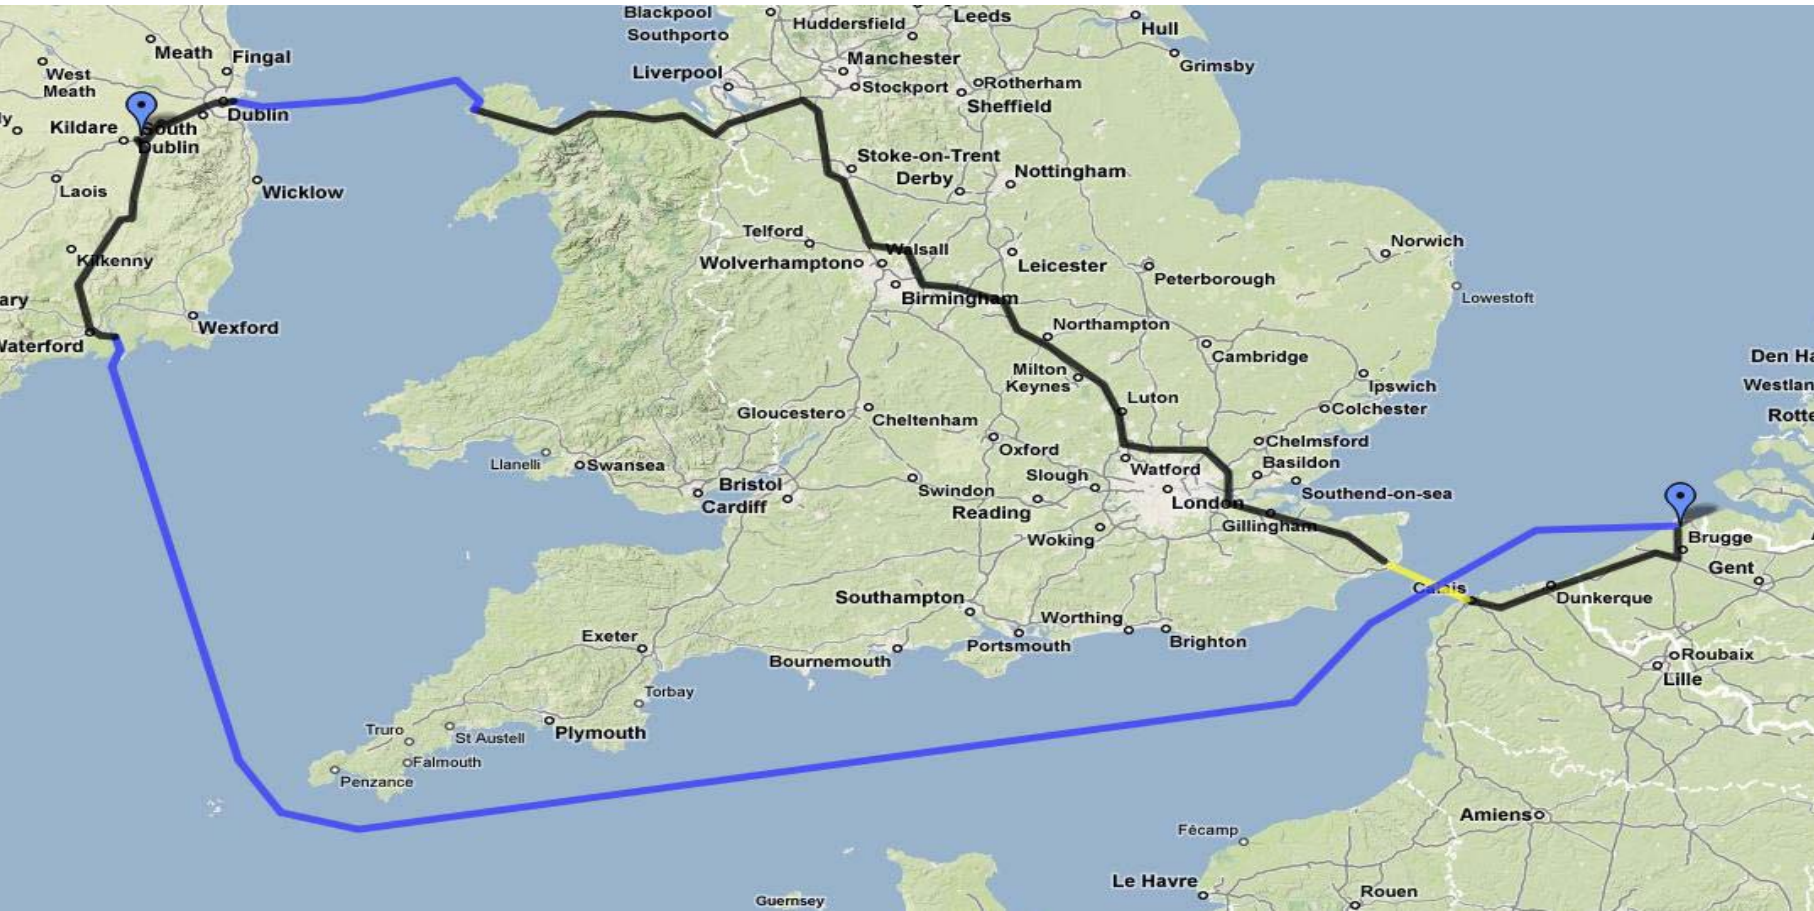 Blackpool
Southport
Huddersfield
Leeds
Hull
Meath
Fingal
West
Meath
Manchester
Grimsby
Liverpool
Stockport
Rotherham
Sheffield
Kildare
South
Dublin
Dublin
Laois
Wicklow
Stoke-on-Trent
Derby
Nottingham
Telford
Walsall
Norwich
Kilkenny
Wolverhampton
Leicester
Peterborough
ary
Birmingham
Lowestoft
Waterford
Wexford
Northampton
Cambridge
Den Ha
Milton
Keynes
Ipswich
Westlan
Luton
Colchester
Rotte
Gloucester
Cheltenham
Oxford
Chelmsford
Llanelli
Swansea
Watford
Basildon
Bristol
Cardiff
Slough
Swindon
Reading
London
Southend-on-sea
Gillingham
Woking
Brugge
Gent
Calais
Dunkerque
Southampton
Worthing
Portsmouth
Brighton
Exeter
Bournemouth
Roubaix
Lille
Torbay
Truro
St Austell
Plymouth
Falmouth
Penzance
Amiens
Fécamp
Le Havre
Rouen
Guernsey